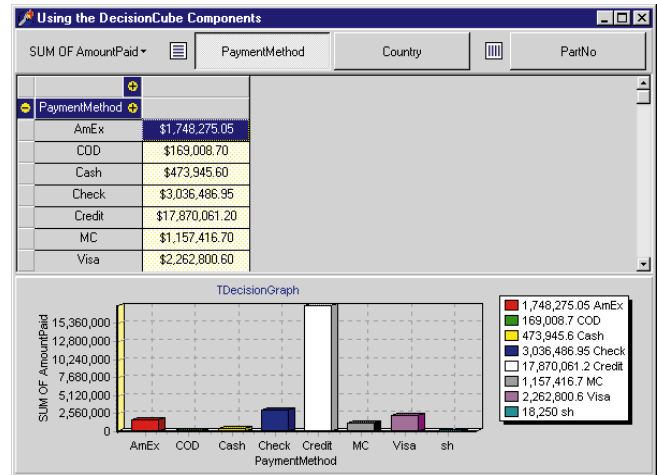 Using the DecisionCube Components
SUM OF AmountPaid PaymentMethod Country PartNo
PaymentMethod
AmEx $1,748,275.05
COD $169,008.70
Cash $473,945.60
Check $3,036,486.95
Credit $17,870,061.20
MC $1,157,416.70
Visa $2,262,800.60
TDecisionGraph
SUM OF AmountPaid
15,360,000
12,800,000
10,240,000
7,680,000
5,120,000
2,560,000
0
AmEx COD Cash Check Credit MC Visa sh
PaymentMethod
1,748,275.05 AmEx
169,008.7 COD
473,945.6 Cash
3,036,486.95 Check
17,870,061.2 Credit
1,157,416.7 MC
2,262,800.6 Visa
18,250 sh